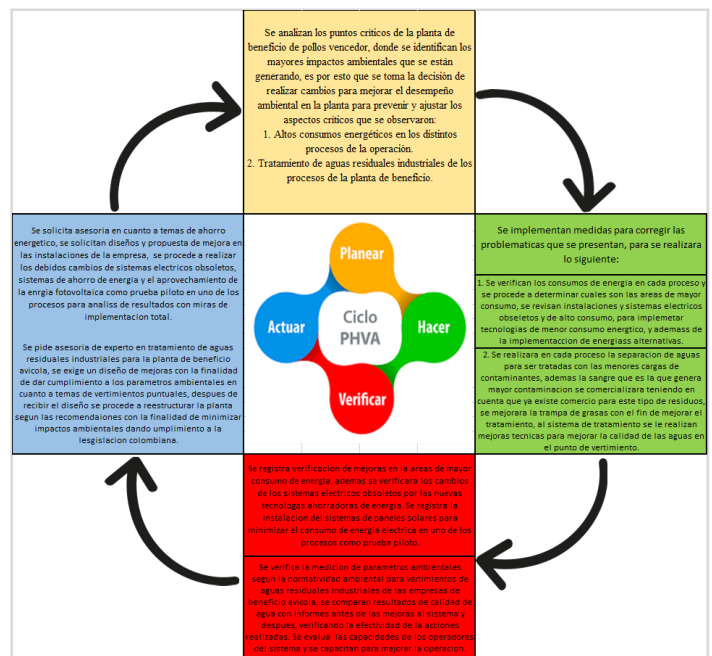 Se analizan los puntos criticos de la planta de
beneficio de pollos vencedor, donde se identifican los
mayores impactos ambientales que se están
generando, es por esto que se toma la decisión de
realizar cambios para mejorar el desempeño
ambiental en la planta para prevenir y ajustar los
aspectos criticos que se observaron:
1. Altos consumos energéticos en los distintos
procesos de la operación.
2. Tratamiento de aguas residuales industriales de los
procesos de la planta de beneficio.
Se implementan medidas para corregir las
problematicas que se presentan, para se realizara
lo siguiente:
1. Se verifican los consumos de energia en cada proceso y
se procede a determinar cuales son las areas de mayor
consumo, se revisan instalaciones y sistemas electricos
obseletos y de alto consumo, para implemetar
tecnologias de menor consumo energtico, y ademass de
la implementacion de energiass alternativas.
2. Se realizara en cada proceso la separacion de aguas
para ser tratadas con las menores cargas de
contaminantes, ademas la sangre que es la que genera
mayor contaminacion se comercializara teniendo en
cuenta que ya existe comercio para este tipo de residuos,
se mejorara la trampa de grasas con el fin de mejorar el
tratamiento, al sistema de tratamiento se le realizan
mejoras tecnicas para mejorar la calidad de las aguas en
el punto de vertimiento.
Se registra verificacion de mejoras en la areas de mayor
consumo de energia, ademas se verificara los cambios
de los sistemas electricos obsoletos por las nuevas
tecnologas ahorradoras de energia. Se registra la
instalacion del sistemas de paneles solares para
minimizar el consumo de energia electrica en uno de los
procesos como prueba piloto.
Se verifica la medicion de parametros ambientales
segun la normatividad ambiental para vertimientos de
aguas residuales industriales de las empresas de
beneficio avicola, se comparan resultados de calidad de
agua con informes antes de las mejoras al sistema y
despues, verificando la efectividad de la acciones
realizadas. Se evalua las capacidades de los operadores
del sistema y se capacitan para mejorar la operacion.
Se solicita asesoria en cuanto a temas de ahorro
energetico, se solicitan diseños y propuesta de mejora en
las instalaciones de la empresa, se procede a realizar
los debidos cambios de sistemas electricos obsoletos,
sistemas de ahorro de energia y el aprovechamiento de
la enrgia fotovoltaica como prueba piloto en uno de los
procesos para analisis de resultados con miras de
implementacion total.
Se pide asesoria de experto en tratamiento de aguas
residuales industriales para la planta de beneficio
avicola, se exige un diseño de mejoras con la finalidad
de dar cumplimiento a los parametros ambientales en
cuanto a temas de vertimientos puntuales, despues de
recibir el diseño se procede a reestructurar la planta
segun las recomendaiones con la finalidad de minimizar
impactos ambientales dando umplimiento a la
lesgislacion colombiana.
Planear
Actuar
Ciclo
PHVA
Hacer
Verificar